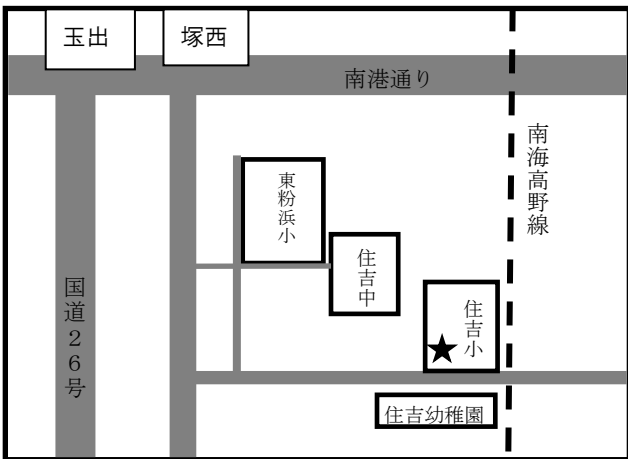 玉出
塚西
南港通り
南海高野線
東粉浜小
住吉中
住吉小
国道２６号
住吉幼稚園